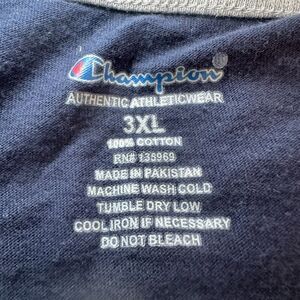 Champion
AUTHENTIC ATHLETICWEAR
3XL
100% COTTON
RN# 138969
MADE IN PAKISTAN
MACHINE WASH COLD
TUMBLE DRY LOW
COOL IRON IF NECESSARY
DO NOT BLEACH